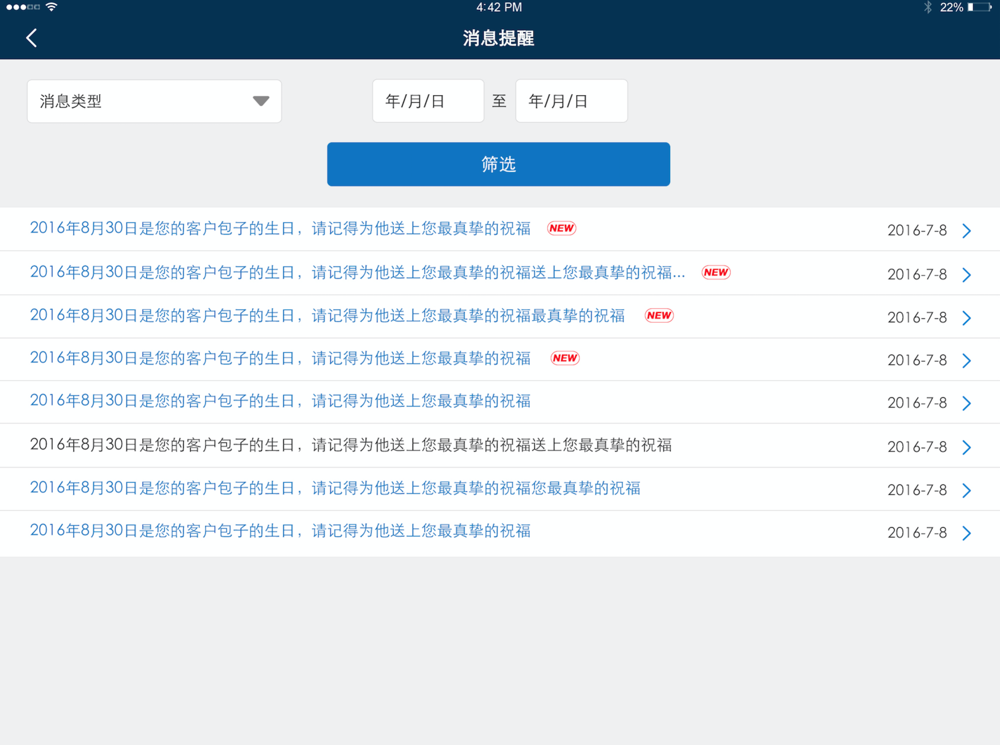 4:42 PM
22%
消息提醒
消息类型
年/月/日 至 年/月/日
筛选
2016年8月30日是您的客户包子的生日，请记得为他送上您最真挚的祝福 NEW 2016-7-8
2016年8月30日是您的客户包子的生日，请记得为他送上您最真挚的祝福送上您最真挚的祝福... NEW 2016-7-8
2016年8月30日是您的客户包子的生日，请记得为他送上您最真挚的祝福最真挚的祝福 NEW 2016-7-8
2016年8月30日是您的客户包子的生日，请记得为他送上您最真挚的祝福 NEW 2016-7-8
2016年8月30日是您的客户包子的生日，请记得为他送上您最真挚的祝福 2016-7-8
2016年8月30日是您的客户包子的生日，请记得为他送上您最真挚的祝福送上您最真挚的祝福 2016-7-8
2016年8月30日是您的客户包子的生日，请记得为他送上您最真挚的祝福您最真挚的祝福 2016-7-8
2016年8月30日是您的客户包子的生日，请记得为他送上您最真挚的祝福 2016-7-8